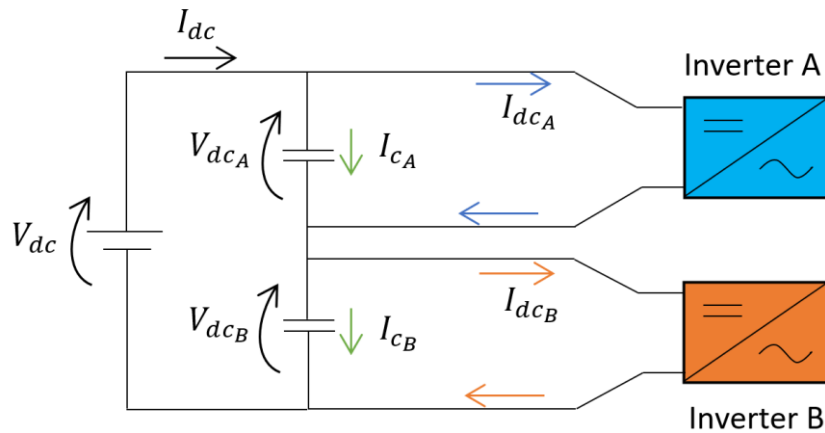 I_dc
Inverter A
I_dc_A
V_dc_A
I_c_A
V_dc
I_dc_B
V_dc_B
I_c_B
Inverter B